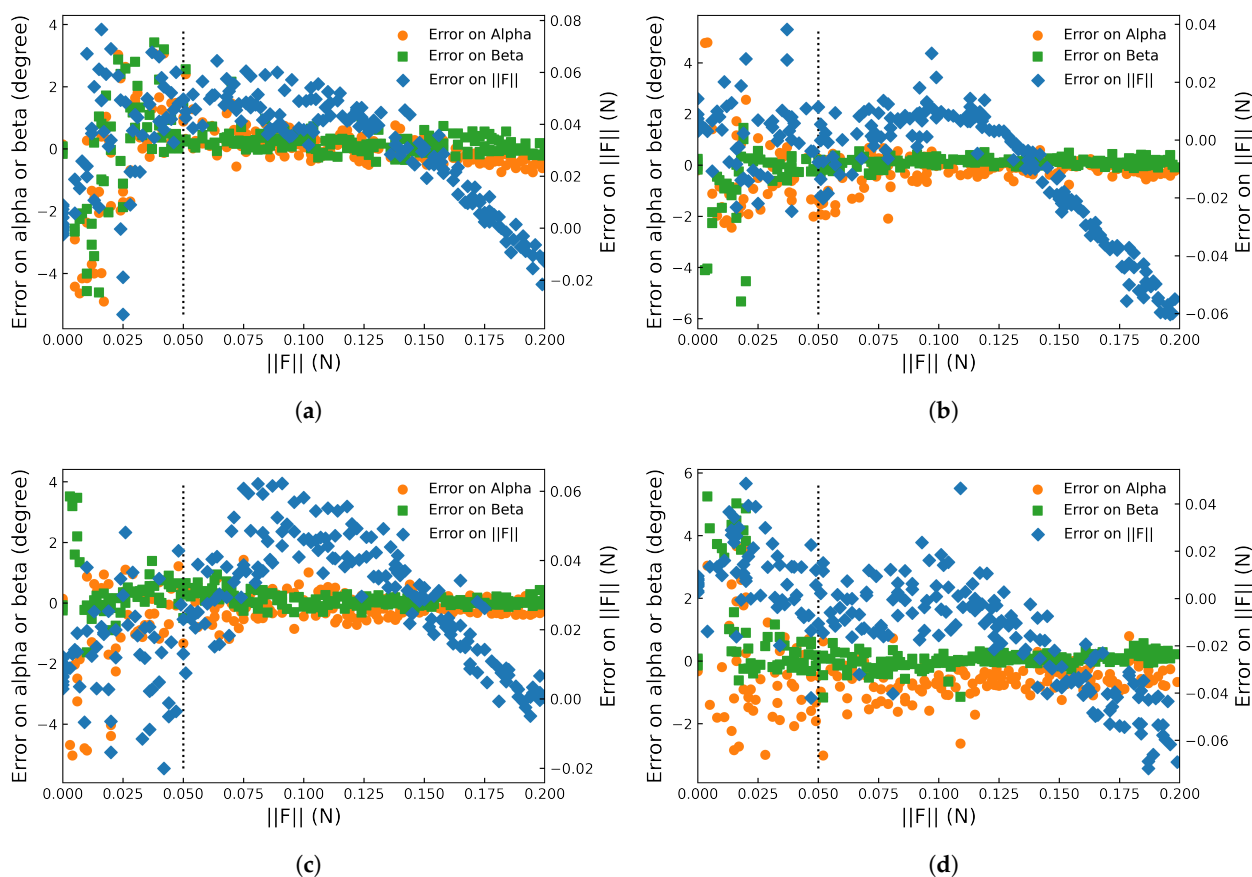 4
2
0
−2
−4
Error on alpha or beta (degree)
Error on Alpha
Error on Beta
Error on ||F||
0.08
0.06
0.04
0.02
0.00
−0.02
Error on ||F|| (N)
0.000 0.025 0.050 0.075 0.100 0.125 0.150 0.175 0.200
||F|| (N)
(a)
4
2
0
−2
−4
−6
Error on alpha or beta (degree)
Error on Alpha
Error on Beta
Error on ||F||
0.04
0.02
0.00
−0.02
−0.04
−0.06
Error on ||F|| (N)
0.000 0.025 0.050 0.075 0.100 0.125 0.150 0.175 0.200
||F|| (N)
(b)
4
2
0
−2
−4
Error on alpha or beta (degree)
Error on Alpha
Error on Beta
Error on ||F||
0.06
0.04
0.02
0.00
−0.02
Error on ||F|| (N)
0.000 0.025 0.050 0.075 0.100 0.125 0.150 0.175 0.200
||F|| (N)
(c)
6
4
2
0
−2
Error on alpha or beta (degree)
Error on Alpha
Error on Beta
Error on ||F||
0.04
0.02
0.00
−0.02
−0.04
−0.06
Error on ||F|| (N)
0.000 0.025 0.050 0.075 0.100 0.125 0.150 0.175 0.200
||F|| (N)
(d)